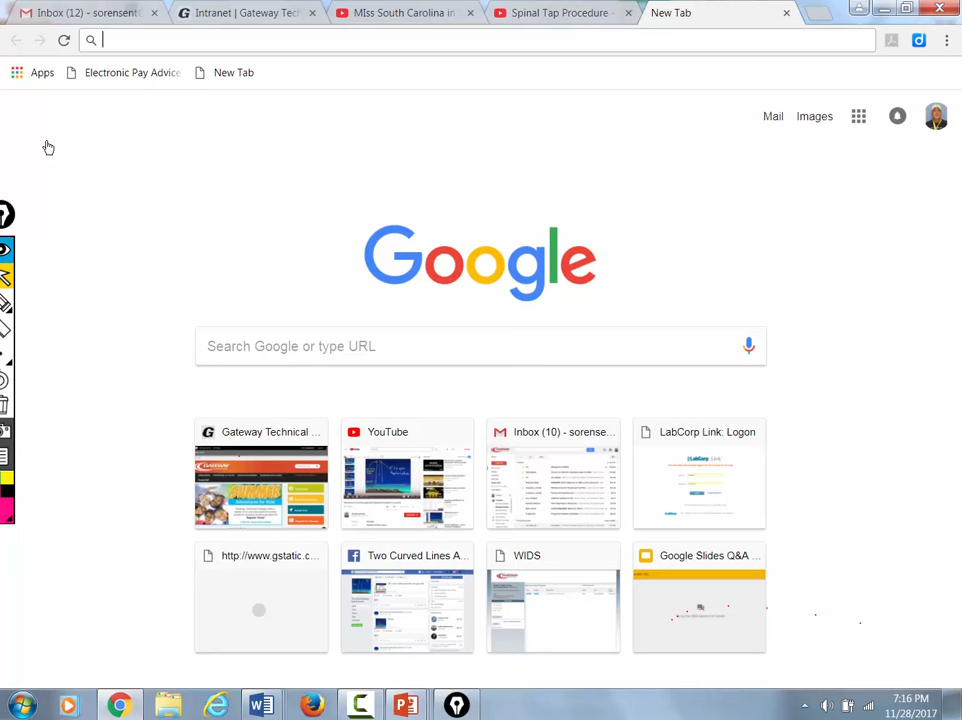 Inbox (12) - sorensent
Intranet | Gateway Tech
MIss South Carolina in
Spinal Tap Procedure -
New Tab
Apps
Electronic Pay Advice
New Tab
Mail
Images
Google
Search Google or type URL
Gateway Technical ...
YouTube
Inbox (10) - sorense...
LabCorp Link: Logon
http://www.gstatic.c...
Two Curved Lines A...
WIDS
Google Slides Q&A ...
7:16 PM
11/28/2017